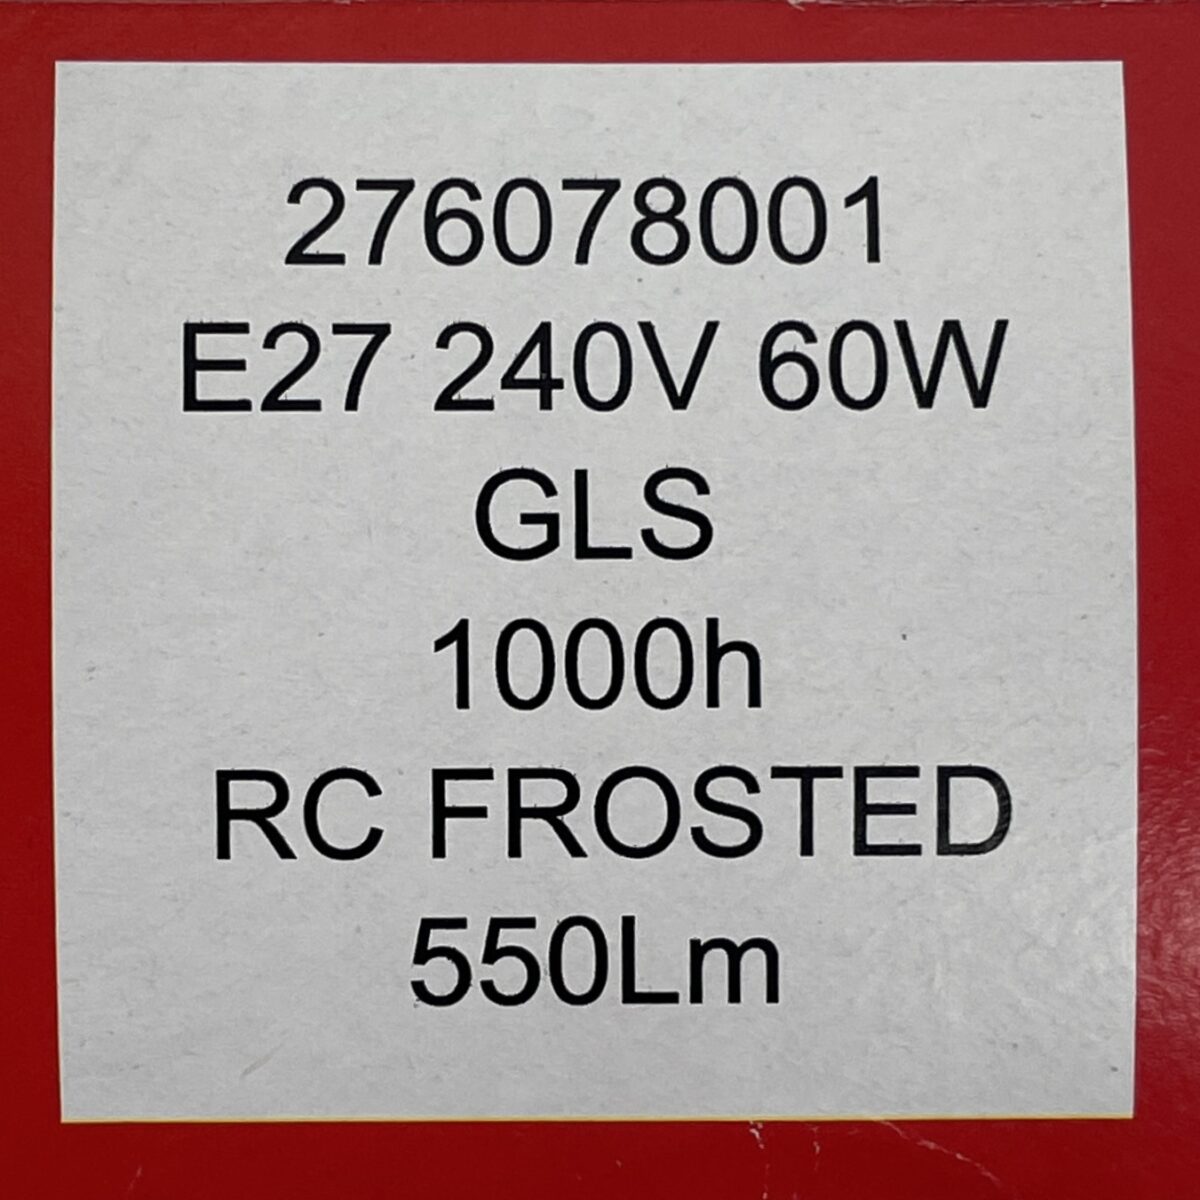 276078001
E27 240V 60W
GLS
1000h
RC FROSTED
550Lm